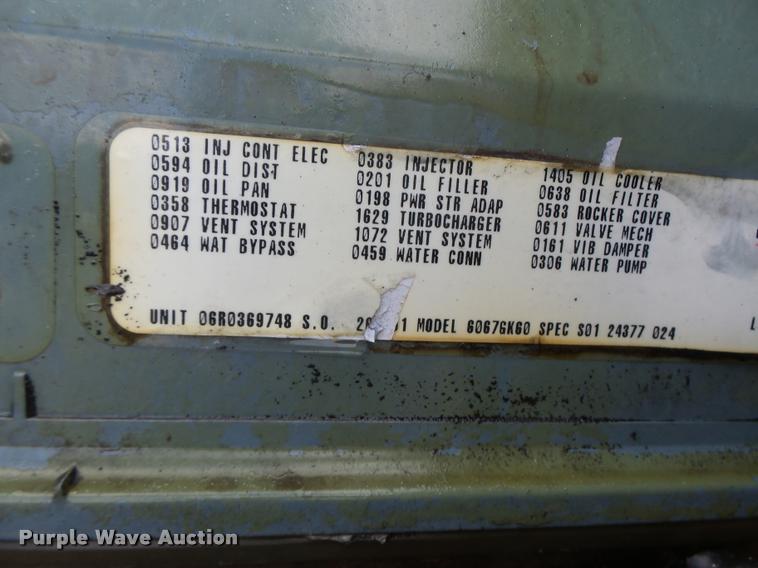 0513 INJ CONT ELEC
0594 OIL DIST
0919 OIL PAN
0358 THERMOSTAT
0907 VENT SYSTEM
0464 WAT BYPASS
0383 INJECTOR
0201 OIL FILLER
0198 PWR STR ADAP
1629 TURBOCHARGER
1072 VENT SYSTEM
0459 WATER CONN
1405 OIL COOLER
0638 OIL FILTER
0583 ROCKER COVER
0611 VALVE MECH
0161 VIB DAMPER
0306 WATER PUMP
UNIT 06R0369748 S.O. MODEL 6067GK60 SPEC S01 24377 024
Purple Wave Auction